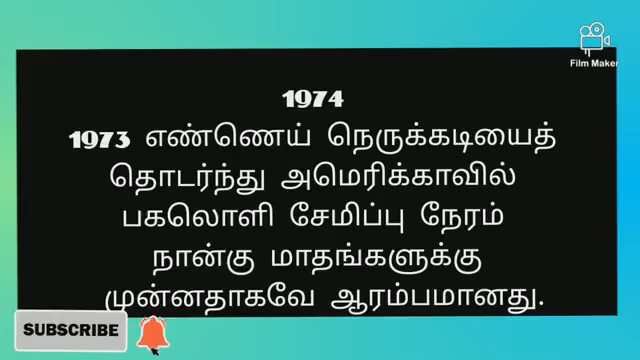 Film Maker
1974
1973 எண்ணெய் நெருக்கடியைத்
தொடர்ந்து அமெரிக்காவில்
பகலொளி சேமிப்பு நேரம்
நான்கு மாதங்களுக்கு
முன்னதாகவே ஆரம்பமானது.
SUBSCRIBE